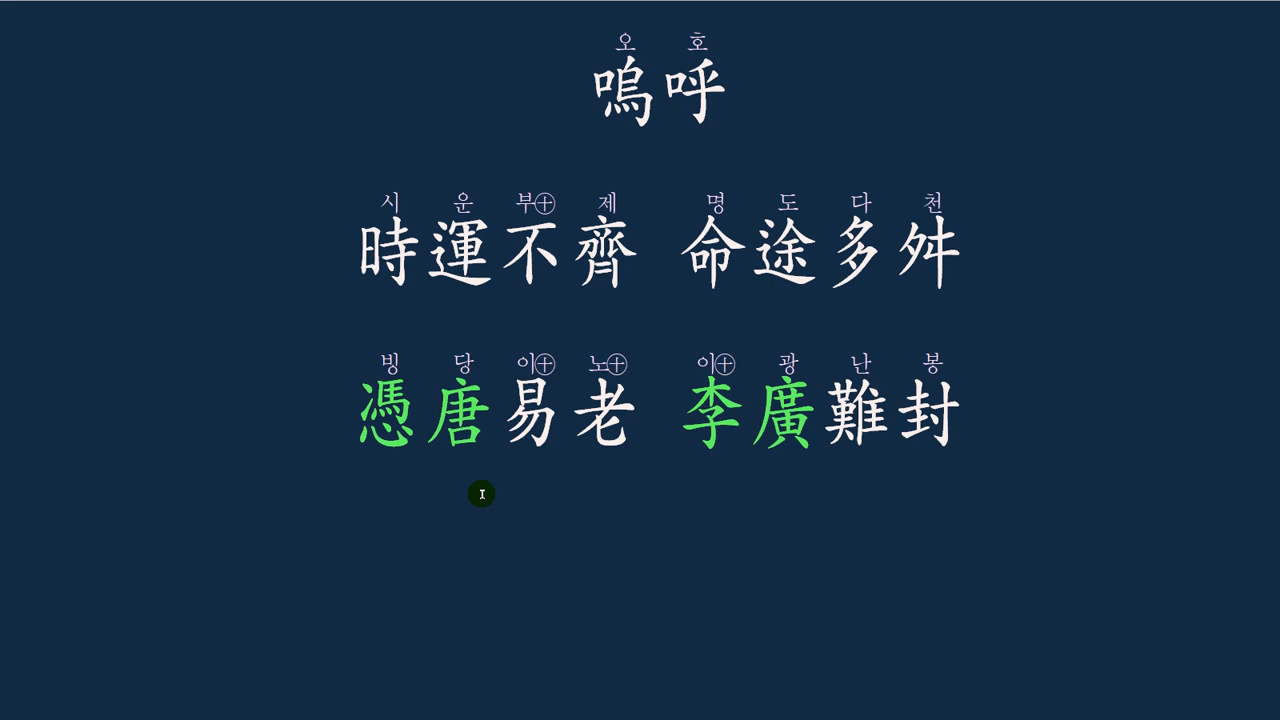 오 호
嗚呼
시 운 부㊉ 제 명 도 다 천
時運不齊 命途多舛
빙 당 이㊉ 노㊉ 이㊉ 광 난 봉
憑唐易老 李廣難封